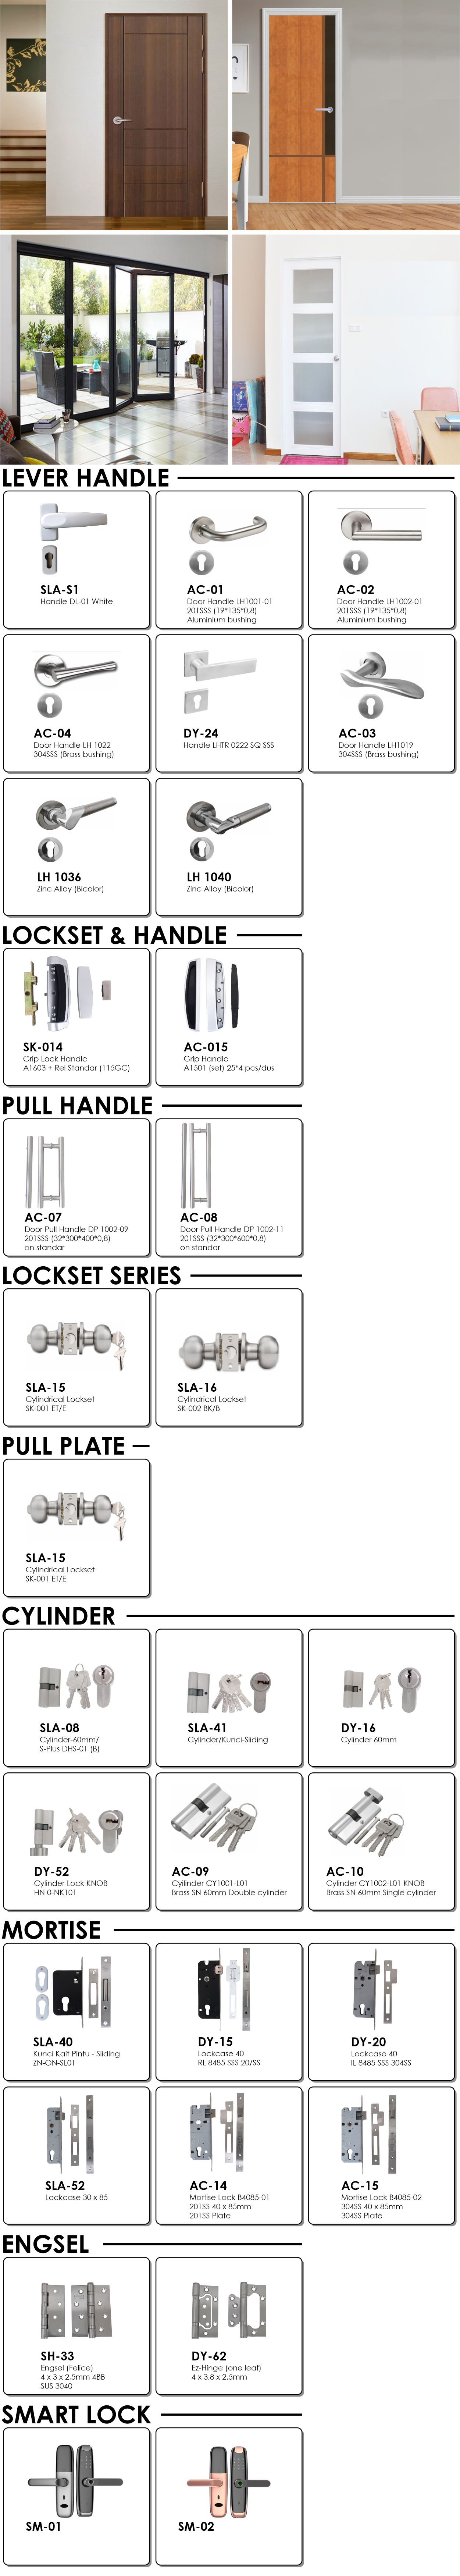 LEVER HANDLE
SLA-S1
Handle DL-01 White
AC-01
Door Handle LH1001-01
201SSS (19*135*0,8)
Aluminium bushing
AC-02
Door Handle LH1002-01
201SSS (19*135*0,8)
Aluminium bushing
AC-04
Door Handle LH 1022
304SSS (Brass bushing)
DY-24
Handle LHTR 0222 SQ SSS
AC-03
Door Handle LH1019
304SSS (Brass bushing)
LH 1036
Zinc Alloy (Bicolor)
LH 1040
Zinc Alloy (Bicolor)
LOCKSET & HANDLE
SK-014
Grip Lock Handle
A1603 + Rel Standar (115GC)
AC-015
Grip Handle
A1501 (set) 25*4 pcs/dus
PULL HANDLE
AC-07
Door Pull Handle DP 1002-09
201SSS (32*300*400*0,8)
on standar
AC-08
Door Pull Handle DP 1002-11
201SSS (32*300*600*0,8)
on standar
LOCKSET SERIES
SLA-15
Cylindrical Lockset
SK-001 ET/E
SLA-16
Cylindrical Lockset
SK-002 BK/B
PULL PLATE
SLA-15
Cylindrical Lockset
SK-001 ET/E
CYLINDER
SLA-08
Cylinder-60mm/
S-Plus DHS-01 (B)
SLA-41
Cylinder/Kunci-Sliding
DY-16
Cylinder 60mm
DY-52
Cylinder Lock KNOB
HN 0-NK101
AC-09
Cyilinder CY1001-L01
Brass SN 60mm Double cylinder
AC-10
Cylinder CY1002-L01 KNOB
Brass SN 60mm Single cylinder
MORTISE
SLA-40
Kunci Kait Pintu - Sliding
ZN-ON-SL01
DY-15
Lockcase 40
RL 8485 SSS 20/SS
DY-20
Lockcase 40
IL 8485 SSS 304SS
SLA-52
Lockcase 30 x 85
AC-14
Mortise Lock B4085-01
201SS 40 x 85mm
201SS Plate
AC-15
Mortise Lock B4085-02
304SS 40 x 85mm
304SS Plate
ENGSEL
SH-33
Engsel (Felice)
4 x 3 x 2,5mm 4BB
SUS 3040
DY-62
Ez-Hinge (one leaf)
4 x 3,8 x 2,5mm
SMART LOCK
SM-01
SM-02